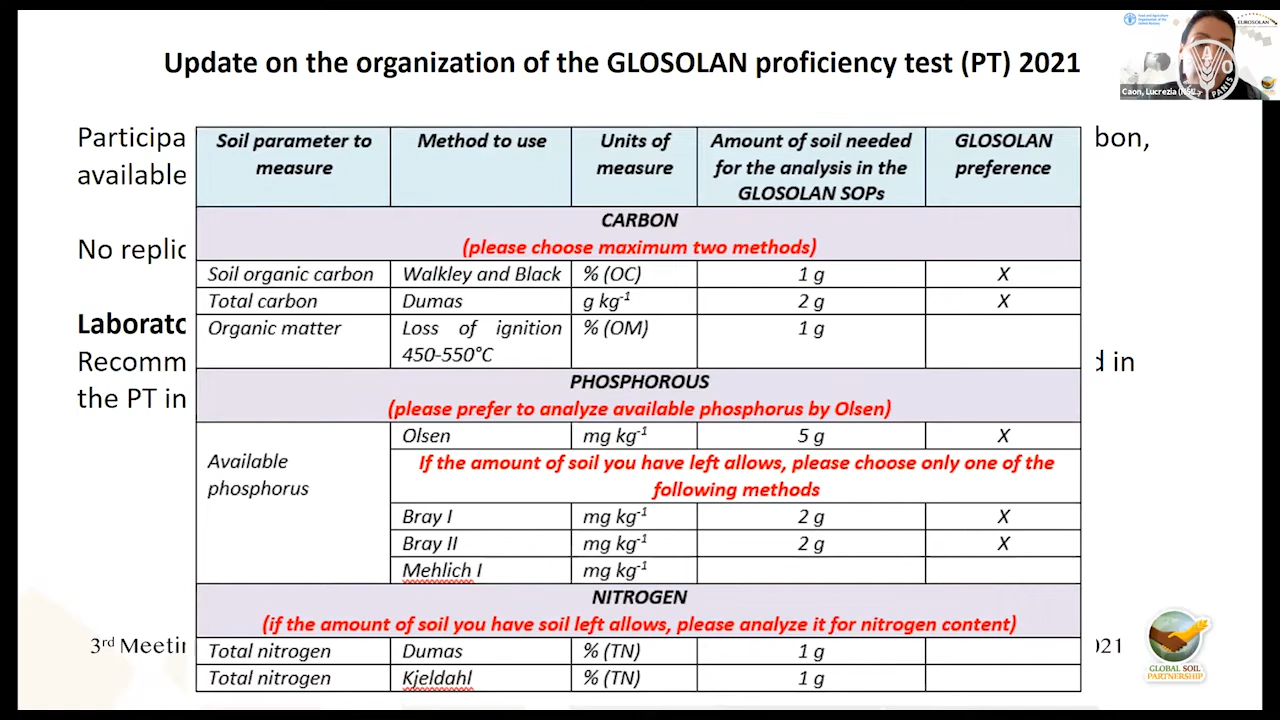 Update on the organization of the GLOSOLAN proficiency test (PT) 2021
EUROSOLAN
Caon, Lucrezia
Participa
bon,
available
No replic
Laborato
Recomm
d in
the PT in
Soil parameter to measure
Method to use
Units of measure
Amount of soil needed for the analysis in the GLOSOLAN SOPs
GLOSOLAN preference
CARBON
(please choose maximum two methods)
Soil organic carbon Walkley and Black % (OC) 1 g X
Total carbon Dumas g kg⁻¹ 2 g X
Organic matter Loss of ignition 450-550°C % (OM) 1 g
PHOSPHOROUS
(please prefer to analyze available phosphorus by Olsen)
Available phosphorus
Olsen mg kg⁻¹ 5 g X
If the amount of soil you have left allows, please choose only one of the
following methods
Bray I mg kg⁻¹ 2 g X
Bray II mg kg⁻¹ 2 g X
Mehlich I mg kg⁻¹
NITROGEN
(if the amount of soil you have soil left allows, please analyze it for nitrogen content)
Total nitrogen Dumas % (TN) 1 g
Total nitrogen Kjeldahl % (TN) 1 g
3rd Meetin
021
GLOBAL SOIL
PARTNERSHIP